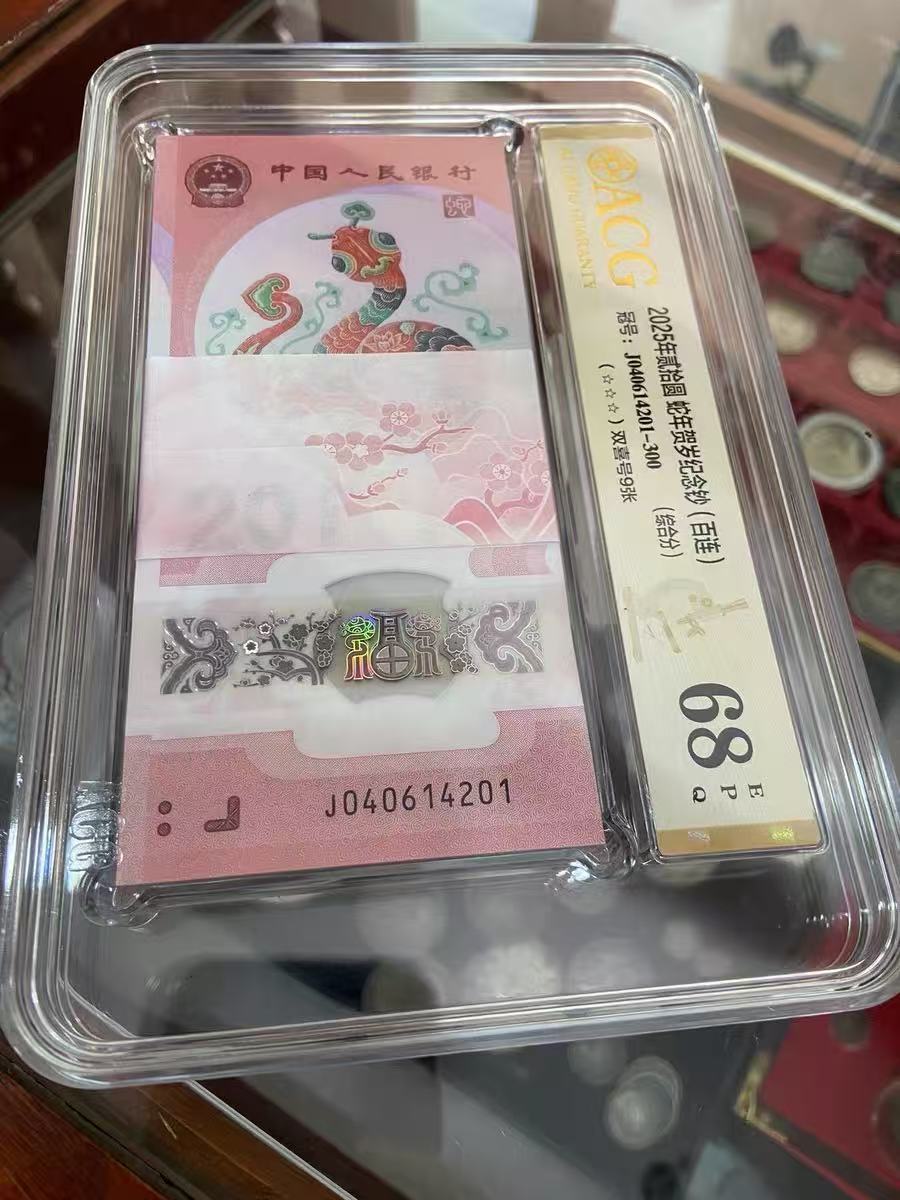 中国人民银行
J040614201
ACG
2025年贰拾圆 蛇年贺岁纪念钞（百连）
冠号：J040614201-300
（综合分）
（☆☆☆）双喜号9张
68
E
P
Q